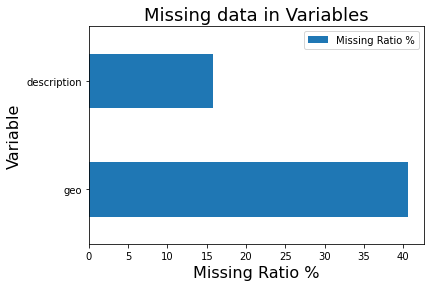 Missing data in Variables
Missing Ratio %
description
geo
Variable
0 5 10 15 20 25 30 35 40
Missing Ratio %